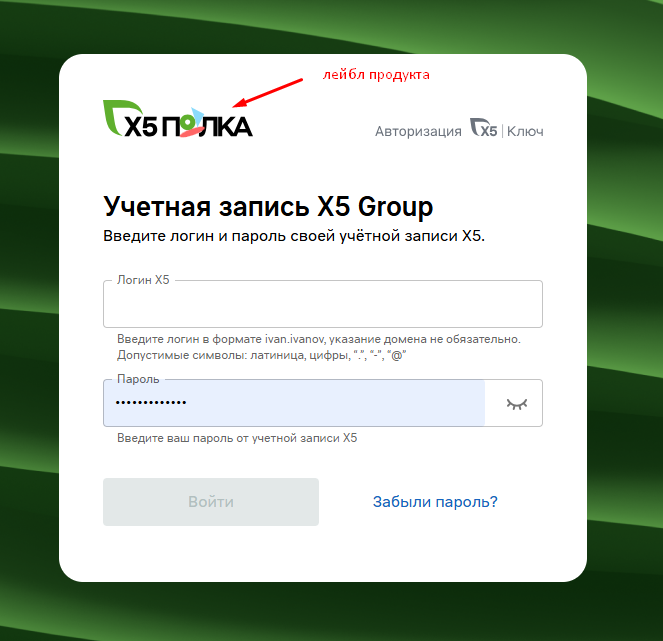 лейбл продукта
X5 ПОЛКА
Авторизация X5 | Ключ
Учетная запись X5 Group
Введите логин и пароль своей учётной записи X5.
Логин X5
Введите логин в формате ivan.ivanov, указание домена не обязательно.
Допустимые символы: латиница, цифры, “.”, “-”, “@”
Пароль
•••••••••••••
Введите ваш пароль от учетной записи X5
Войти
Забыли пароль?